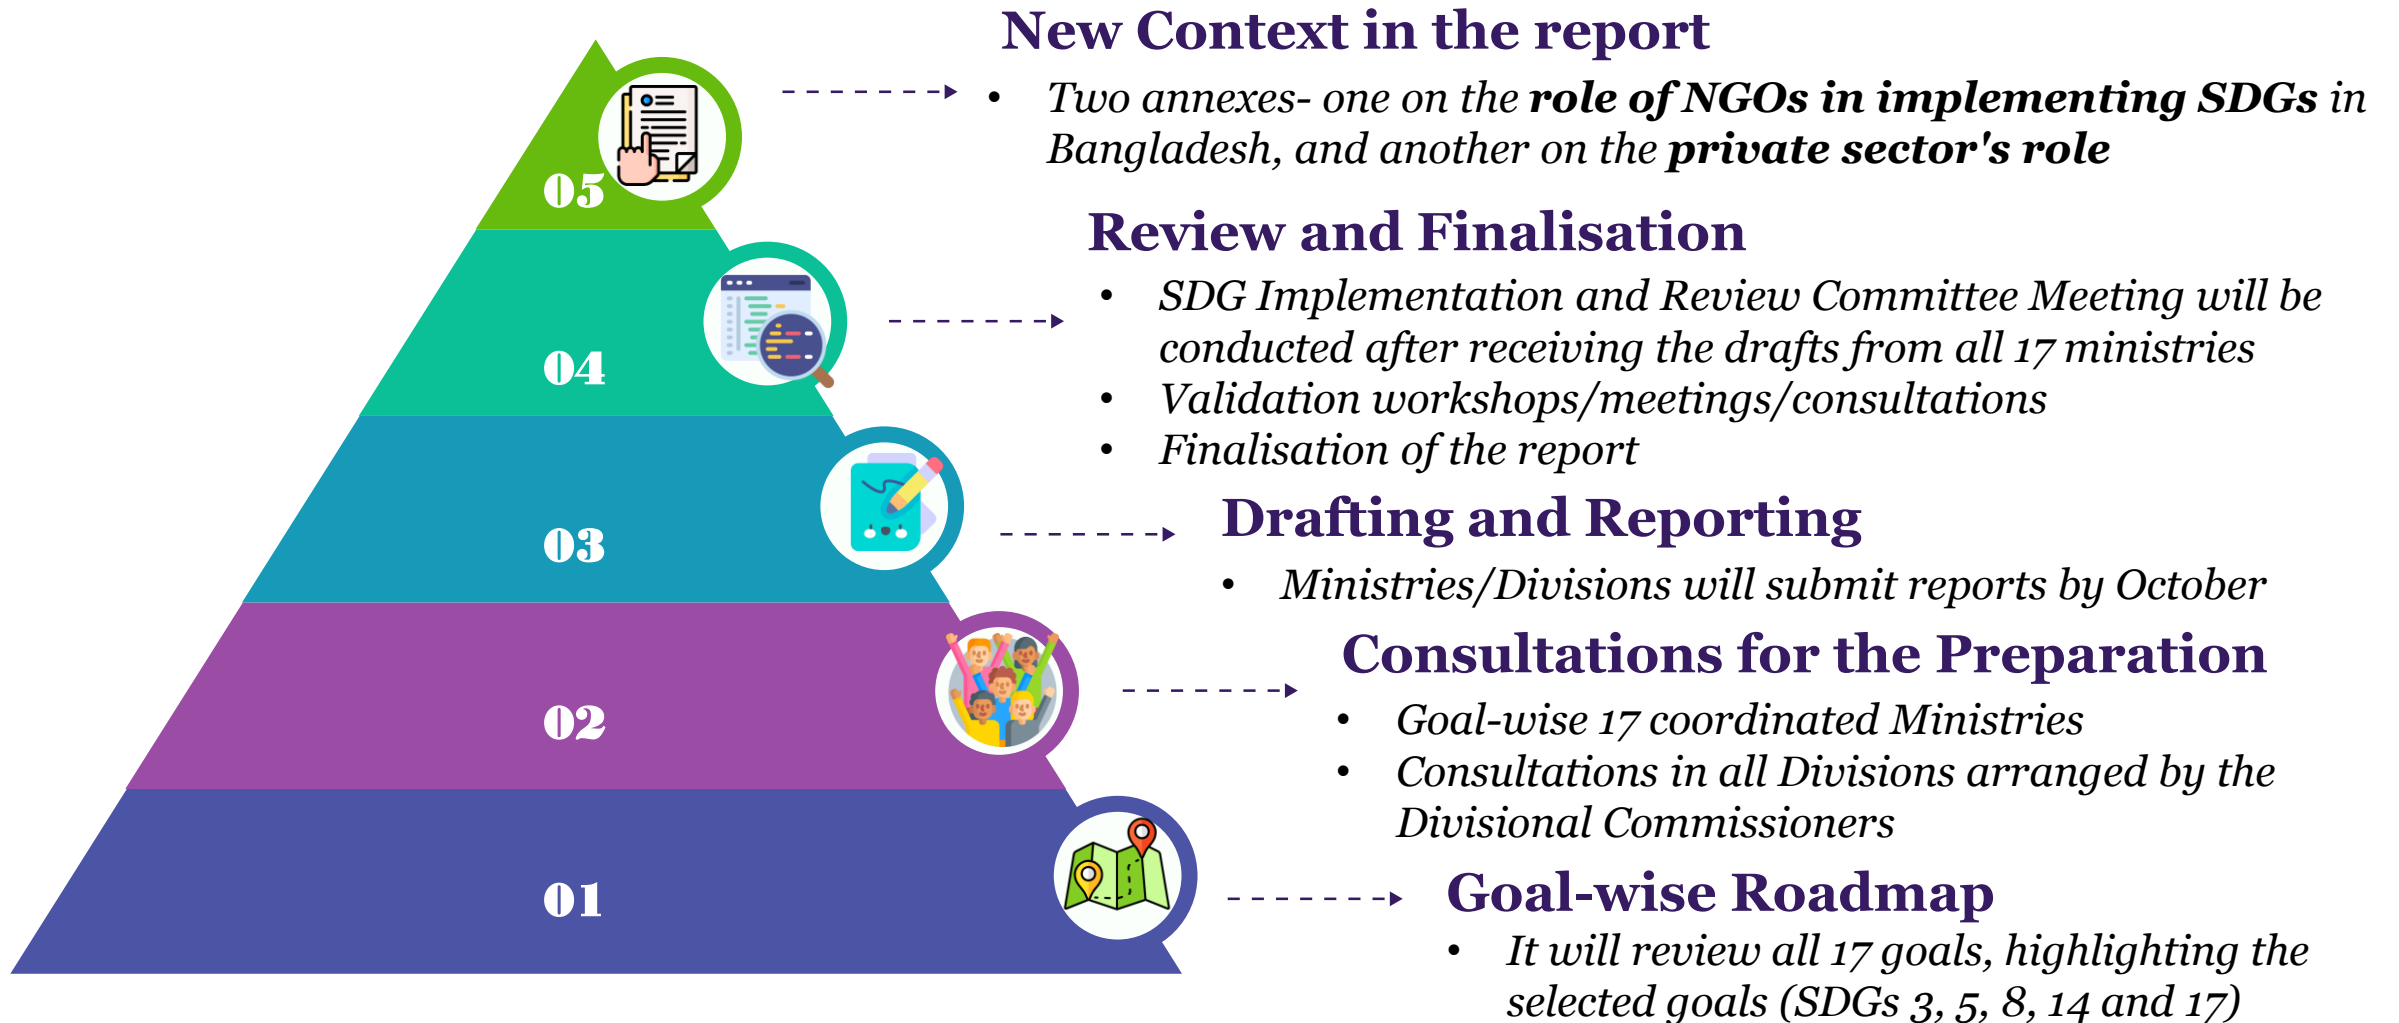 New Context in the report
• Two annexes- one on the role of NGOs in implementing SDGs in
Bangladesh, and another on the private sector's role
05
Review and Finalisation
• SDG Implementation and Review Committee Meeting will be
conducted after receiving the drafts from all 17 ministries
• Validation workshops/meetings/consultations
• Finalisation of the report
04
Drafting and Reporting
• Ministries/Divisions will submit reports by October
03
Consultations for the Preparation
• Goal-wise 17 coordinated Ministries
• Consultations in all Divisions arranged by the
Divisional Commissioners
02
Goal-wise Roadmap
• It will review all 17 goals, highlighting the
selected goals (SDGs 3, 5, 8, 14 and 17)
01